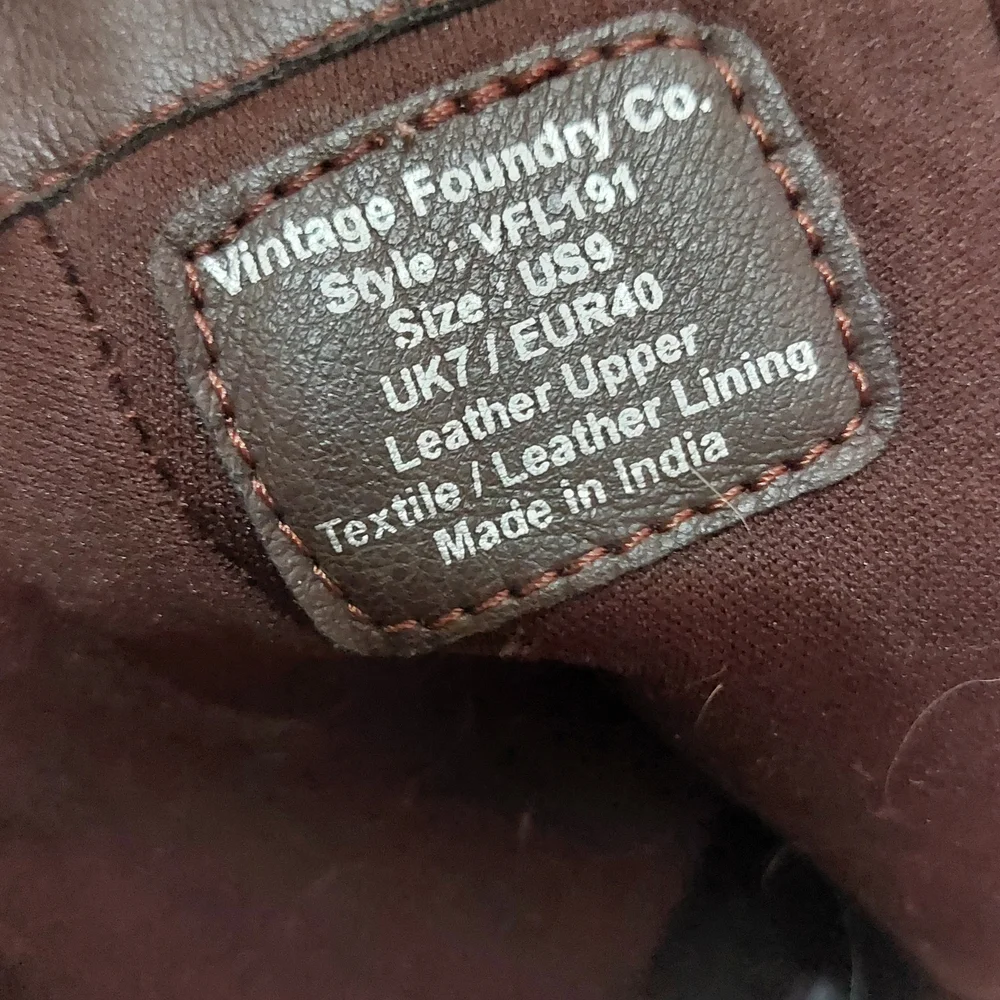 Vintage Foundry Co.
Style : VFL191
Size : US9
UK7 / EUR40
Leather Upper
Textile / Leather Lining
Made in India